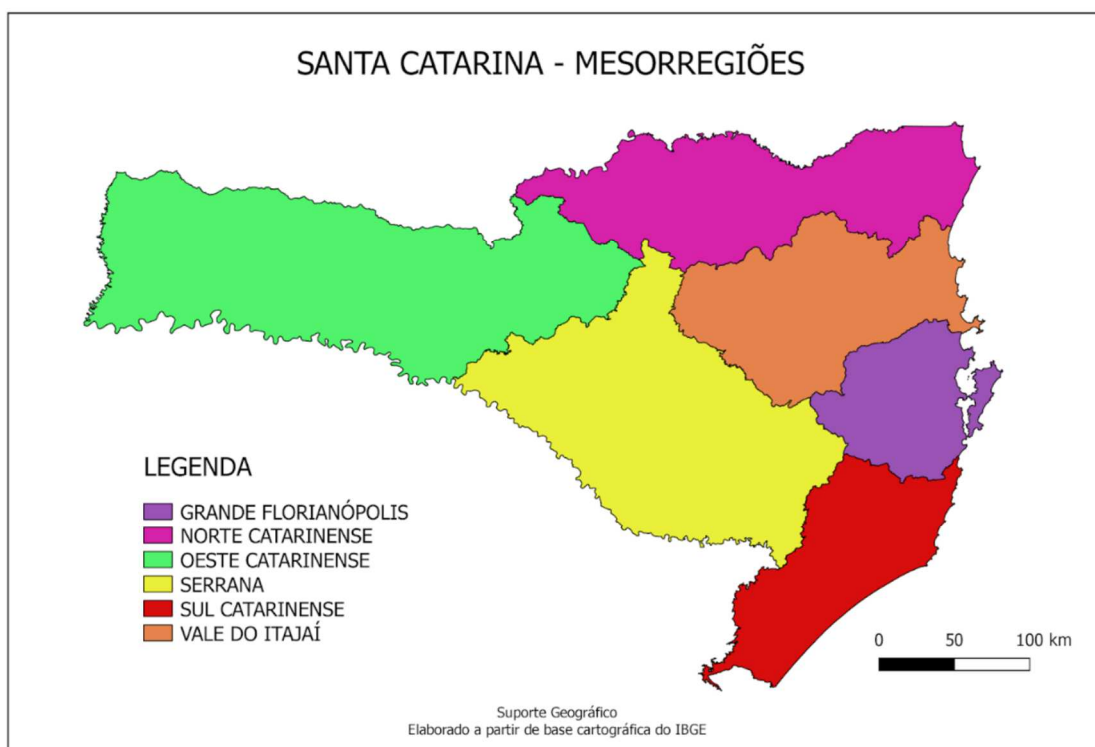 SANTA CATARINA - MESORREGIÕES
LEGENDA
GRANDE FLORIANÓPOLIS
NORTE CATARINENSE
OESTE CATARINENSE
SERRANA
SUL CATARINENSE
VALE DO ITAJAÍ
0 50 100 km
Suporte Geográfico
Elaborado a partir de base cartográfica do IBGE